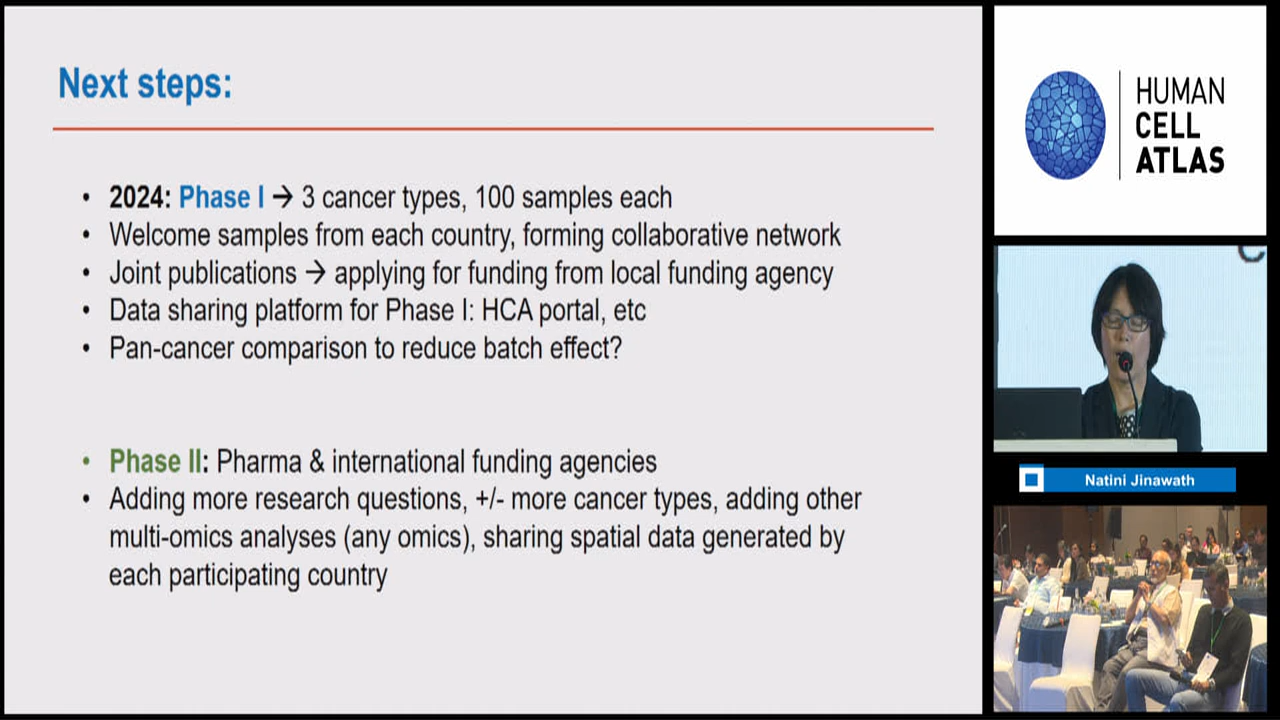 Next steps:
• 2024: Phase I → 3 cancer types, 100 samples each
• Welcome samples from each country, forming collaborative network
• Joint publications → applying for funding from local funding agency
• Data sharing platform for Phase I: HCA portal, etc
• Pan-cancer comparison to reduce batch effect?
• Phase II: Pharma & international funding agencies
• Adding more research questions, +/- more cancer types, adding other
multi-omics analyses (any omics), sharing spatial data generated by
each participating country
HUMAN
CELL
ATLAS
Natini Jinawath